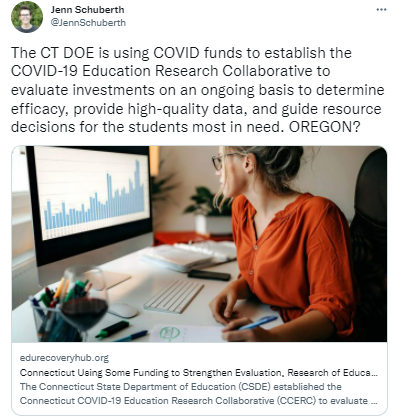 Jenn Schuberth
@JennSchuberth
The CT DOE is using COVID funds to establish the
COVID-19 Education Research Collaborative to
evaluate investments on an ongoing basis to determine
efficacy, provide high-quality data, and guide resource
decisions for the students most in need. OREGON?
edurecoveryhub.org
Connecticut Using Some Funding to Strengthen Evaluation, Research of Educa...
The Connecticut State Department of Education (CSDE) established the
Connecticut COVID-19 Education Research Collaborative (CCERC) to evaluate ...